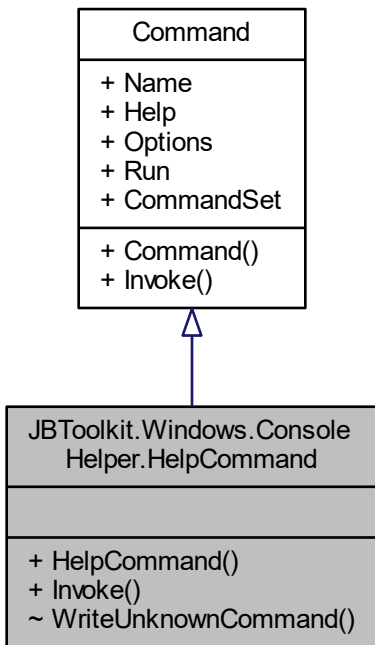 Command
+ Name
+ Help
+ Options
+ Run
+ CommandSet
+ Command()
+ Invoke()
JBToolkit.Windows.Console
Helper.HelpCommand
+ HelpCommand()
+ Invoke()
~ WriteUnknownCommand()